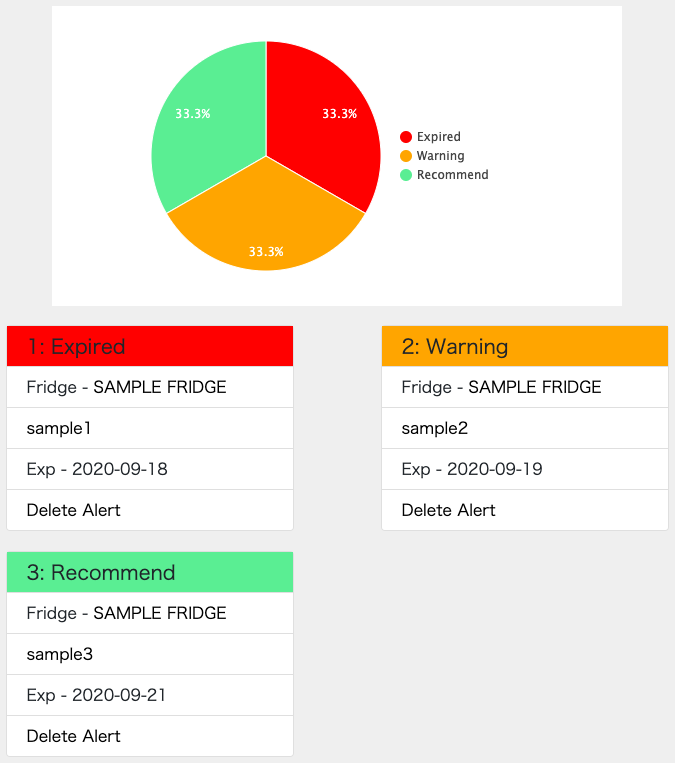 33.3%
33.3%
33.3%
Expired
Warning
Recommend
1: Expired
Fridge - SAMPLE FRIDGE
sample1
Exp - 2020-09-18
Delete Alert
2: Warning
Fridge - SAMPLE FRIDGE
sample2
Exp - 2020-09-19
Delete Alert
3: Recommend
Fridge - SAMPLE FRIDGE
sample3
Exp - 2020-09-21
Delete Alert